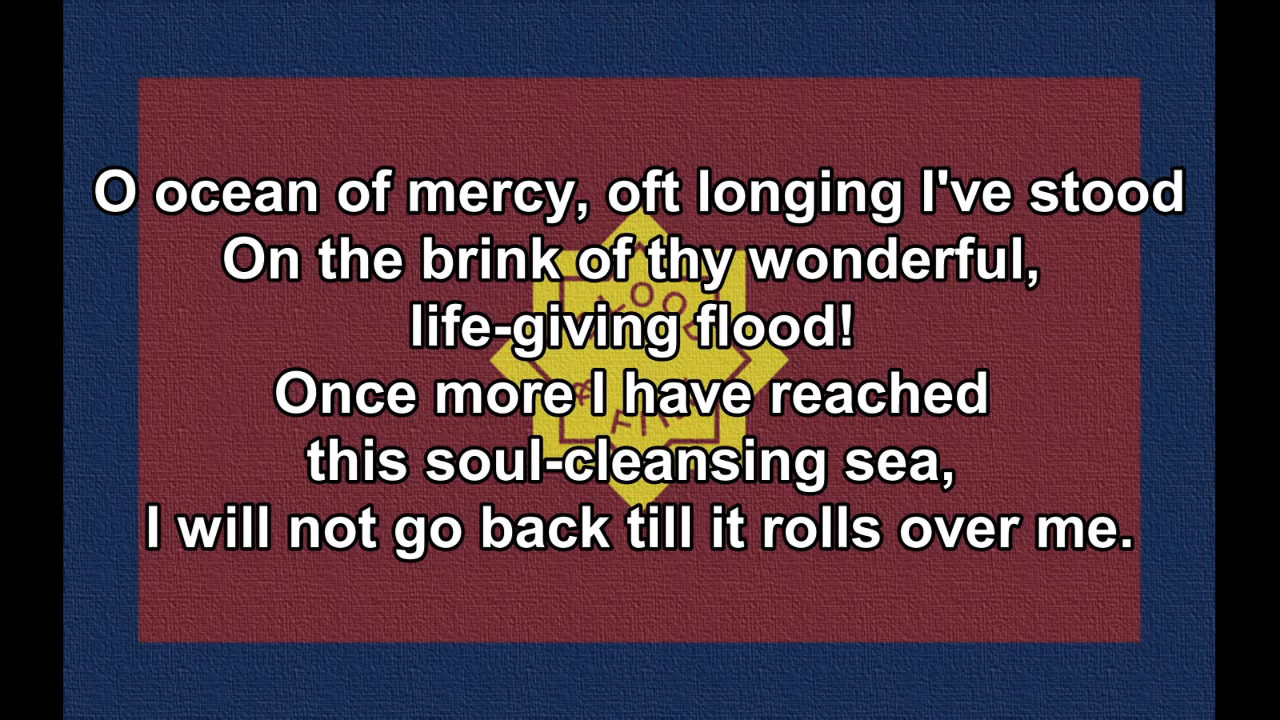 O ocean of mercy, oft longing I've stood
On the brink of thy wonderful,
life-giving flood!
Once more I have reached
this soul-cleansing sea,
I will not go back till it rolls over me.